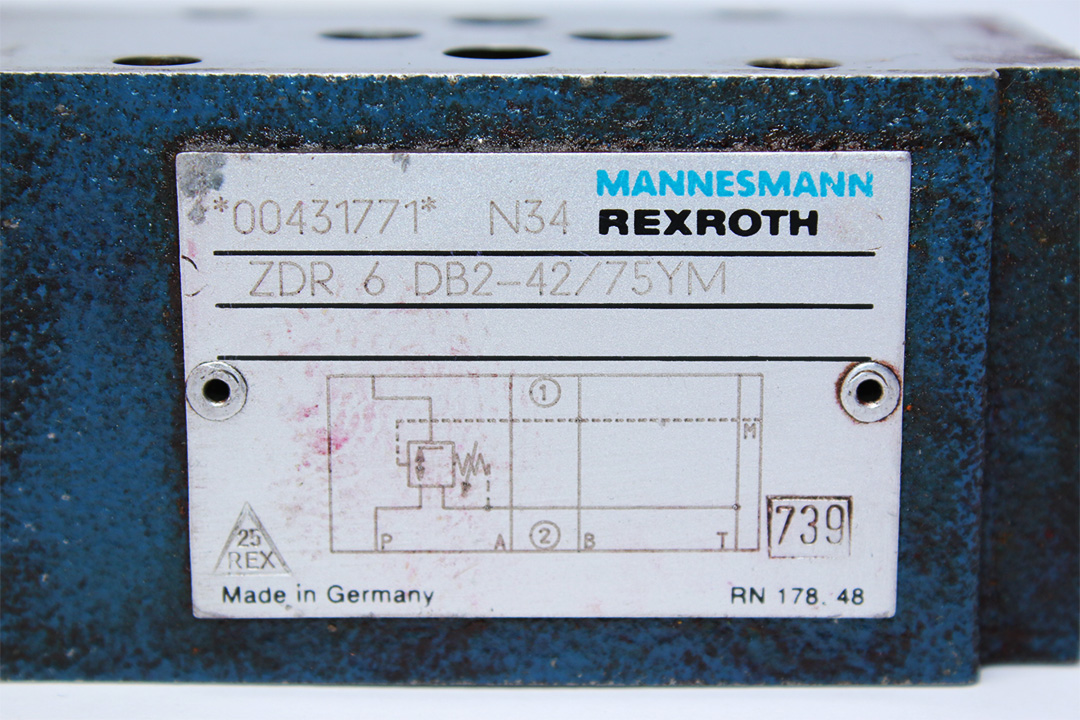 *00431771* N34 MANNESMANN
REXROTH
ZDR 6 DB2-42/75YM
1
M
P A 2 B T
739
25
REX
Made in Germany RN 178. 48